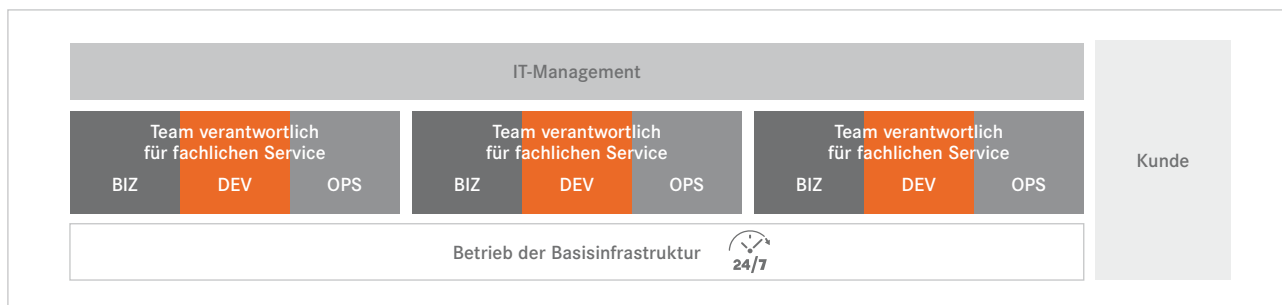 IT-Management
Team verantwortlich
für fachlichen Service
BIZ DEV OPS
Team verantwortlich
für fachlichen Service
BIZ DEV OPS
Team verantwortlich
für fachlichen Service
BIZ DEV OPS
Kunde
Betrieb der Basisinfrastruktur
24/7